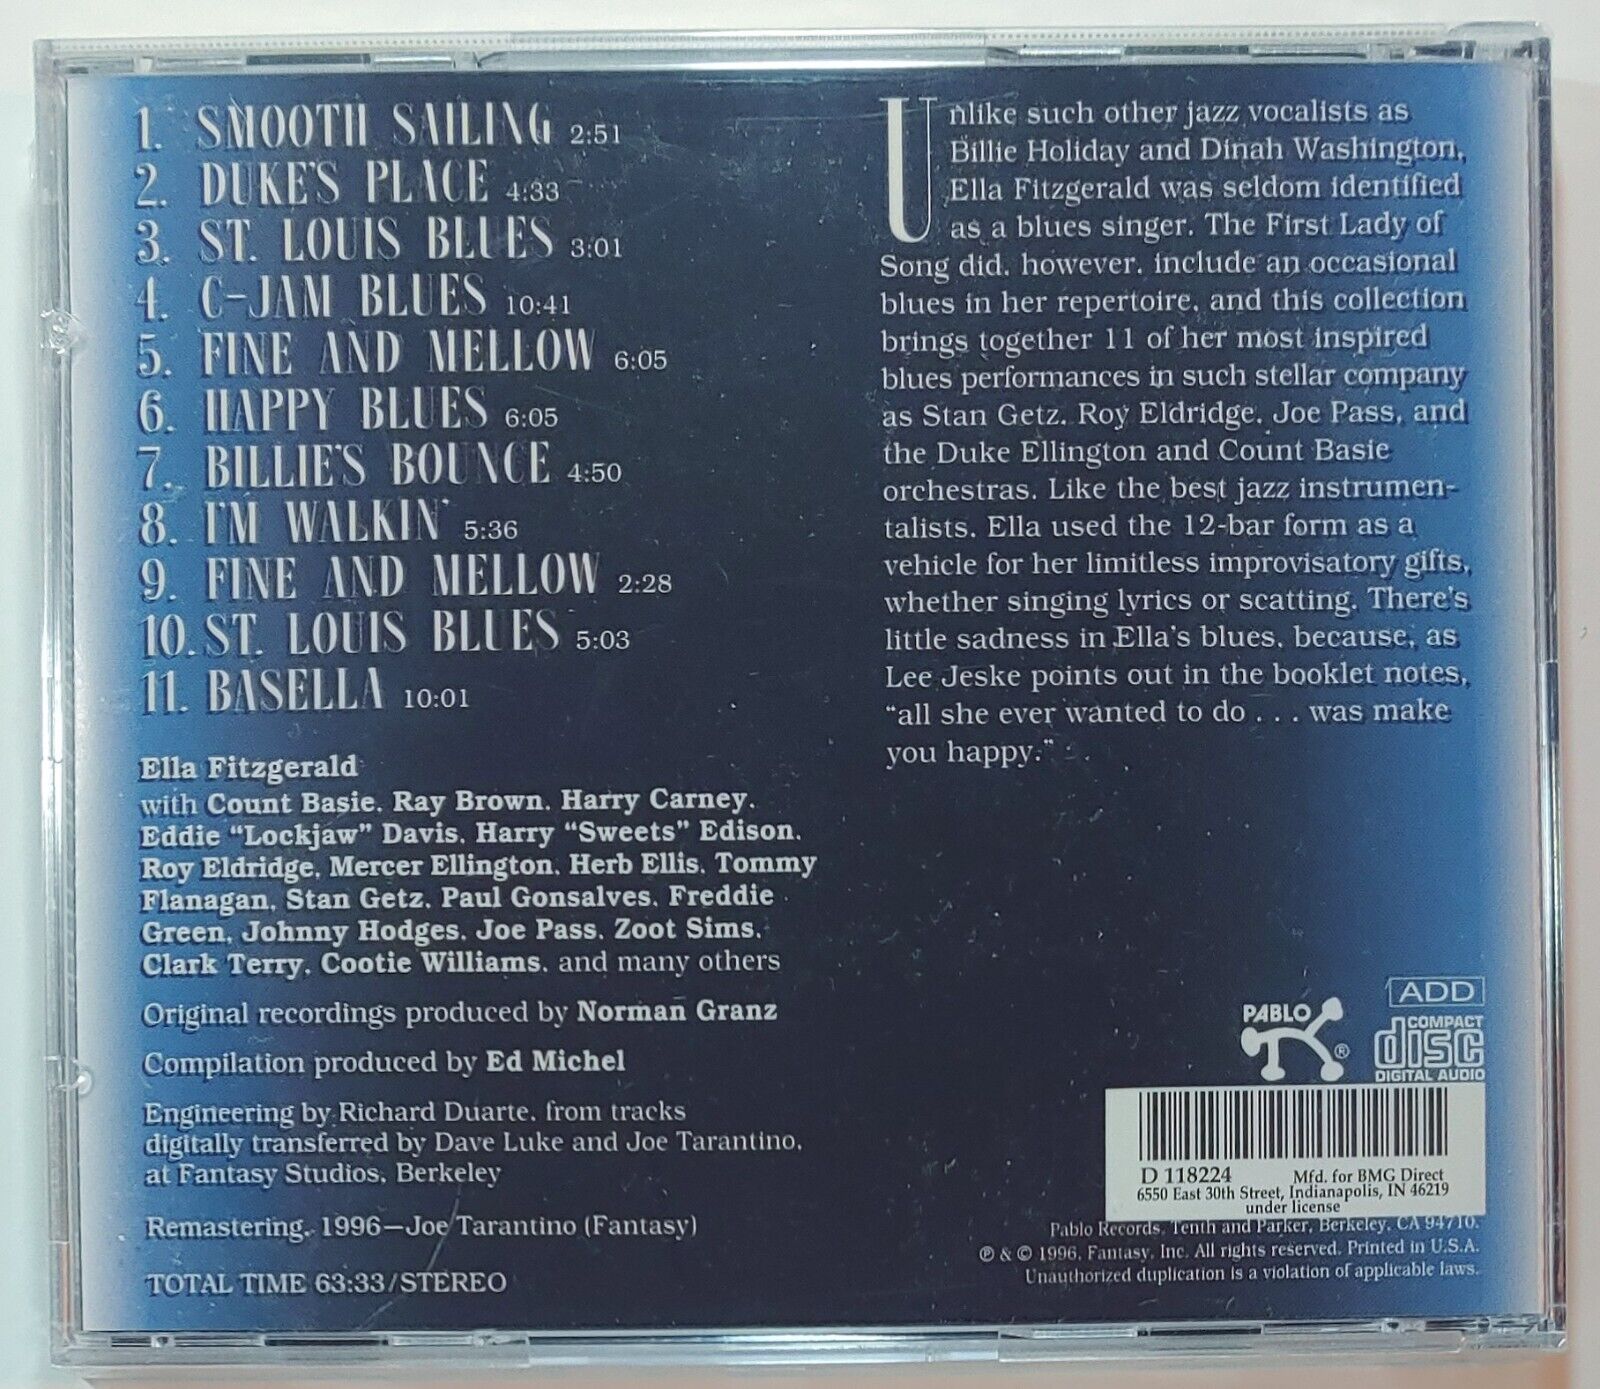 1. SMOOTH SAILING 2:51
2. DUKE'S PLACE 4:33
3. ST. LOUIS BLUES 3:01
4. C-JAM BLUES 10:41
5. FINE AND MELLOW 6:05
6. HAPPY BLUES 6:05
7. BILLIE'S BOUNCE 4:50
8. I'M WALKIN' 5:36
9. FINE AND MELLOW 2:28
10. ST. LOUIS BLUES 5:03
11. BASELLA 10:01
Ella Fitzgerald
with Count Basie, Ray Brown, Harry Carney,
Eddie “Lockjaw” Davis, Harry “Sweets” Edison,
Roy Eldridge, Mercer Ellington, Herb Ellis, Tommy
Flanagan, Stan Getz, Paul Gonsalves, Freddie
Green, Johnny Hodges, Joe Pass, Zoot Sims,
Clark Terry, Cootie Williams, and many others
Original recordings produced by Norman Granz
Compilation produced by Ed Michel
Engineering by Richard Duarte, from tracks
digitally transferred by Dave Luke and Joe Tarantino,
at Fantasy Studios, Berkeley
Remastering, 1996—Joe Tarantino (Fantasy)
TOTAL TIME 63:33/STEREO
Unlike such other jazz vocalists as
Billie Holiday and Dinah Washington,
Ella Fitzgerald was seldom identified
as a blues singer. The First Lady of
Song did, however, include an occasional
blues in her repertoire, and this collection
brings together 11 of her most inspired
blues performances in such stellar company
as Stan Getz, Roy Eldridge, Joe Pass, and
the Duke Ellington and Count Basie
orchestras. Like the best jazz instrumen-
talists, Ella used the 12-bar form as a
vehicle for her limitless improvisatory gifts,
whether singing lyrics or scatting. There's
little sadness in Ella's blues, because, as
Lee Jeske points out in the booklet notes,
“all she ever wanted to do . . . was make
you happy.”
PABLO ®
ADD
COMPACT
disc
DIGITAL AUDIO
D 118224 Mfd. for BMG Direct
6550 East 30th Street, Indianapolis, IN 46219
under license
Pablo Records, Tenth and Parker, Berkeley, CA 94710.
℗ & © 1996, Fantasy, Inc. All rights reserved. Printed in U.S.A.
Unauthorized duplication is a violation of applicable laws.